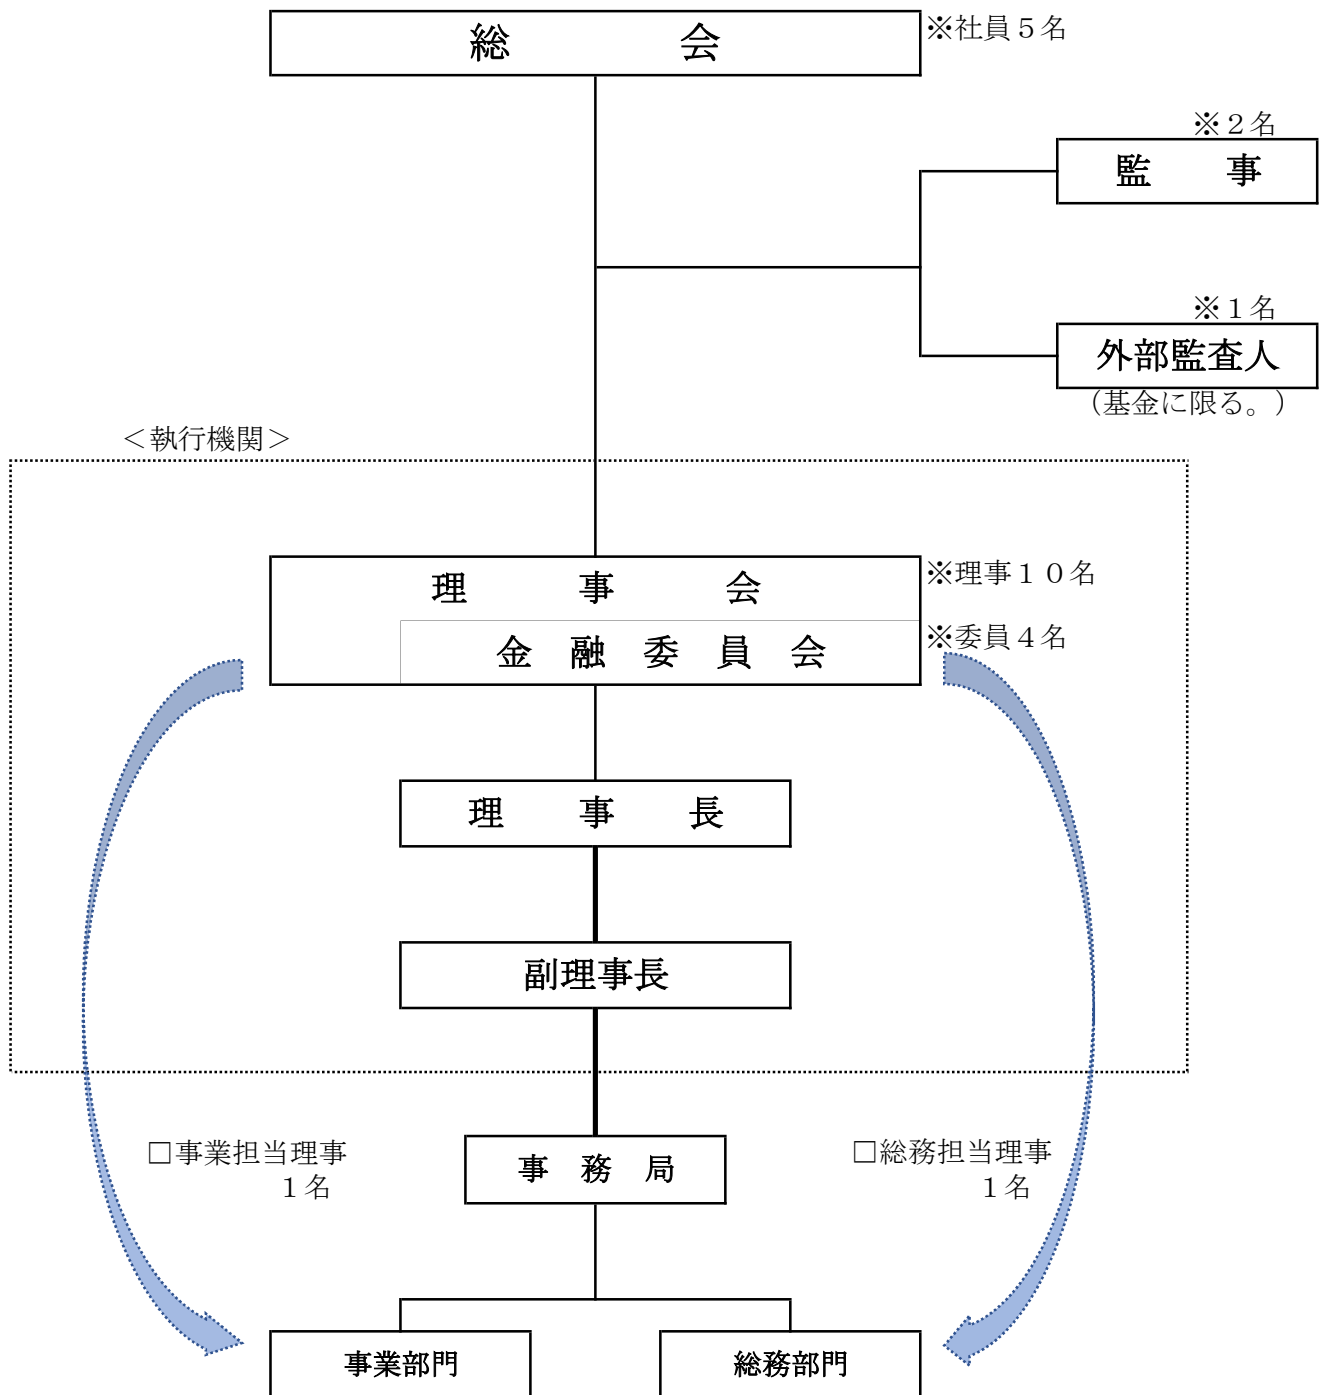 総会
※社員５名
※２名
監事
※１名
外部監査人
（基金に限る。）
＜執行機関＞
理事会
※理事１０名
金融委員会
※委員４名
理事長
副理事長
□事業担当理事
１名
事務局
□総務担当理事
１名
事業部門
総務部門